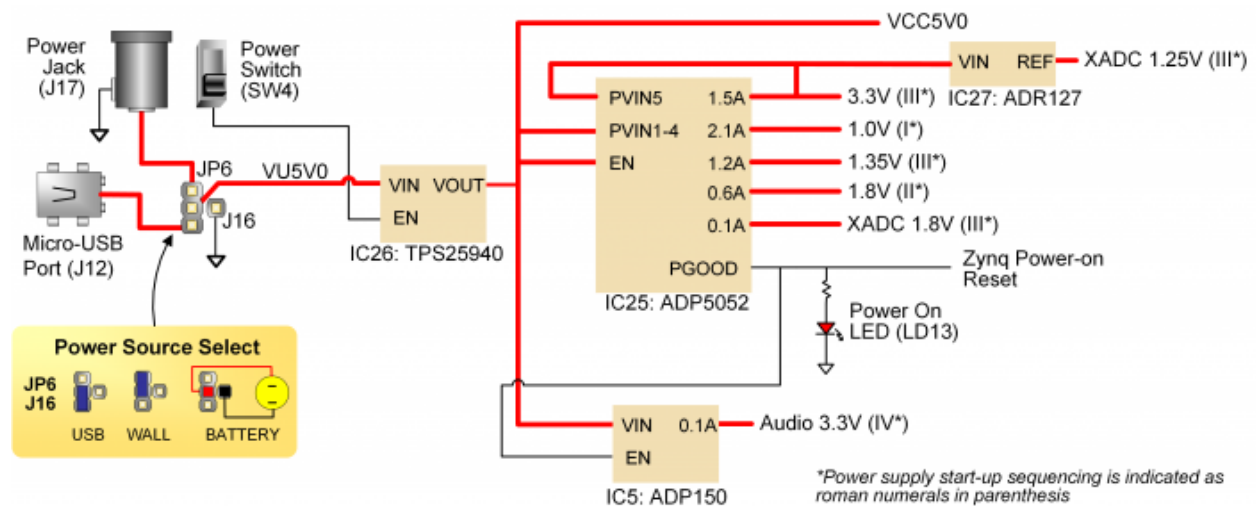 Power
Jack
(J17)
Power
Switch
(SW4)
VCC5V0
VIN REF
XADC 1.25V (III*)
IC27: ADR127
PVIN5 1.5A
3.3V (III*)
PVIN1-4 2.1A
1.0V (I*)
EN 1.2A
1.35V (III*)
0.6A
1.8V (II*)
0.1A
XADC 1.8V (III*)
PGOOD
IC25: ADP5052
JP6
VU5V0
J16
VIN VOUT
EN
IC26: TPS25940
Micro-USB
Port (J12)
Zynq Power-on
Reset
Power On
LED (LD13)
Power Source Select
JP6
J16
USB WALL BATTERY
VIN 0.1A
Audio 3.3V (IV*)
EN
IC5: ADP150
*Power supply start-up sequencing is indicated as
roman numerals in parenthesis